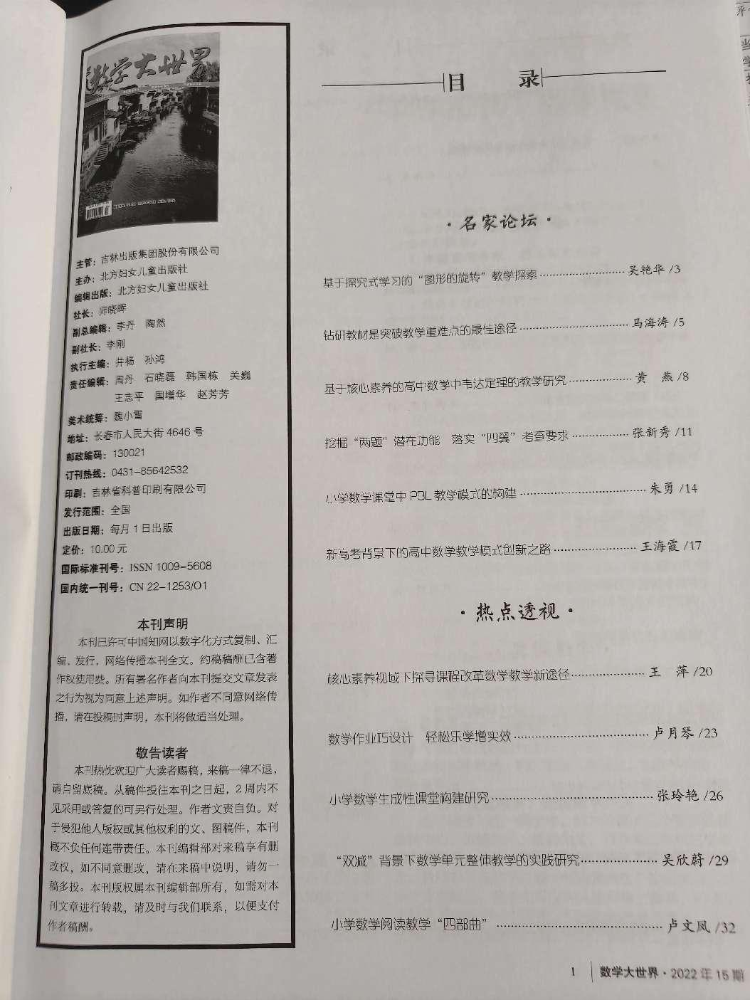 数学大世界
主管：吉林出版集团股份有限公司
主办：北方妇女儿童出版社
编辑出版：北方妇女儿童出版社
社长：师晓晖
副总编辑：李丹 陶然
副社长：李刚
执行主编：井杨 孙鸿
责任编辑：周丹 石晓磊 韩国栋 关巍
王志平 国增华 赵芳芳
美术统筹：魏小雪
地址：长春市人民大街 4646 号
邮政编码：130021
订刊热线：0431-85642532
印刷：吉林省科普印刷有限公司
发行范围：全国
出版日期：每月 1 日出版
定价：10.00 元
国际标准刊号：ISSN 1009-5608
国内统一刊号：CN 22-1253/O1
本刊声明
本刊已许可中国知网以数字化方式复制、汇
编、发行，网络传播本刊全文。约稿稿酬已含著
作权使用费。所有署名作者向本刊提交文章发表
之行为视为同意上述声明。如作者不同意网络传
播，请在投稿时声明，本刊将做适当处理。
敬告读者
本刊热忱欢迎广大读者赐稿，来稿一律不退，
请自留底稿。从稿件投往本刊之日起，2 周内不
见采用或答复的可另行处理。作者文责自负。对
于侵犯他人版权或其他权利的文、图稿件，本刊
概不负任何连带责任。本刊编辑部对来稿享有删
改权，如不同意删改，请在来稿中说明，请勿一
稿多投。本刊版权属本刊编辑部所有，如需对本
刊文章进行转载，请及时与我们联系，以便支付
作者稿酬。
目 录
·名家论坛·
基于探究式学习的“图形的旋转”教学探索……………………吴艳华 /3
钻研教材是突破教学重难点的最佳途径……………………马海涛 /5
基于核心素养的高中数学中韦达定理的教学研究……………黄 燕 /8
挖掘“两题”潜在功能 落实“四翼”考查要求……………张新秀 /11
小学数学课堂中 PBL 教学模式的构建……………………朱勇 /14
新高考背景下的高中数学教学模式创新之路………………王海霞 /17
·热点透视·
核心素养视域下探寻课程改革数学教学新途径………………王 萍 /20
数学作业巧设计 轻松乐学增实效……………………卢月琴 /23
小学数学生成性课堂构建研究……………………张玲艳 /26
“双减”背景下数学单元整体教学的实践研究………………吴欣蔚 /29
小学数学阅读教学“四部曲”……………………卢文凤 /32
1 数学大世界·2022 年 15 期